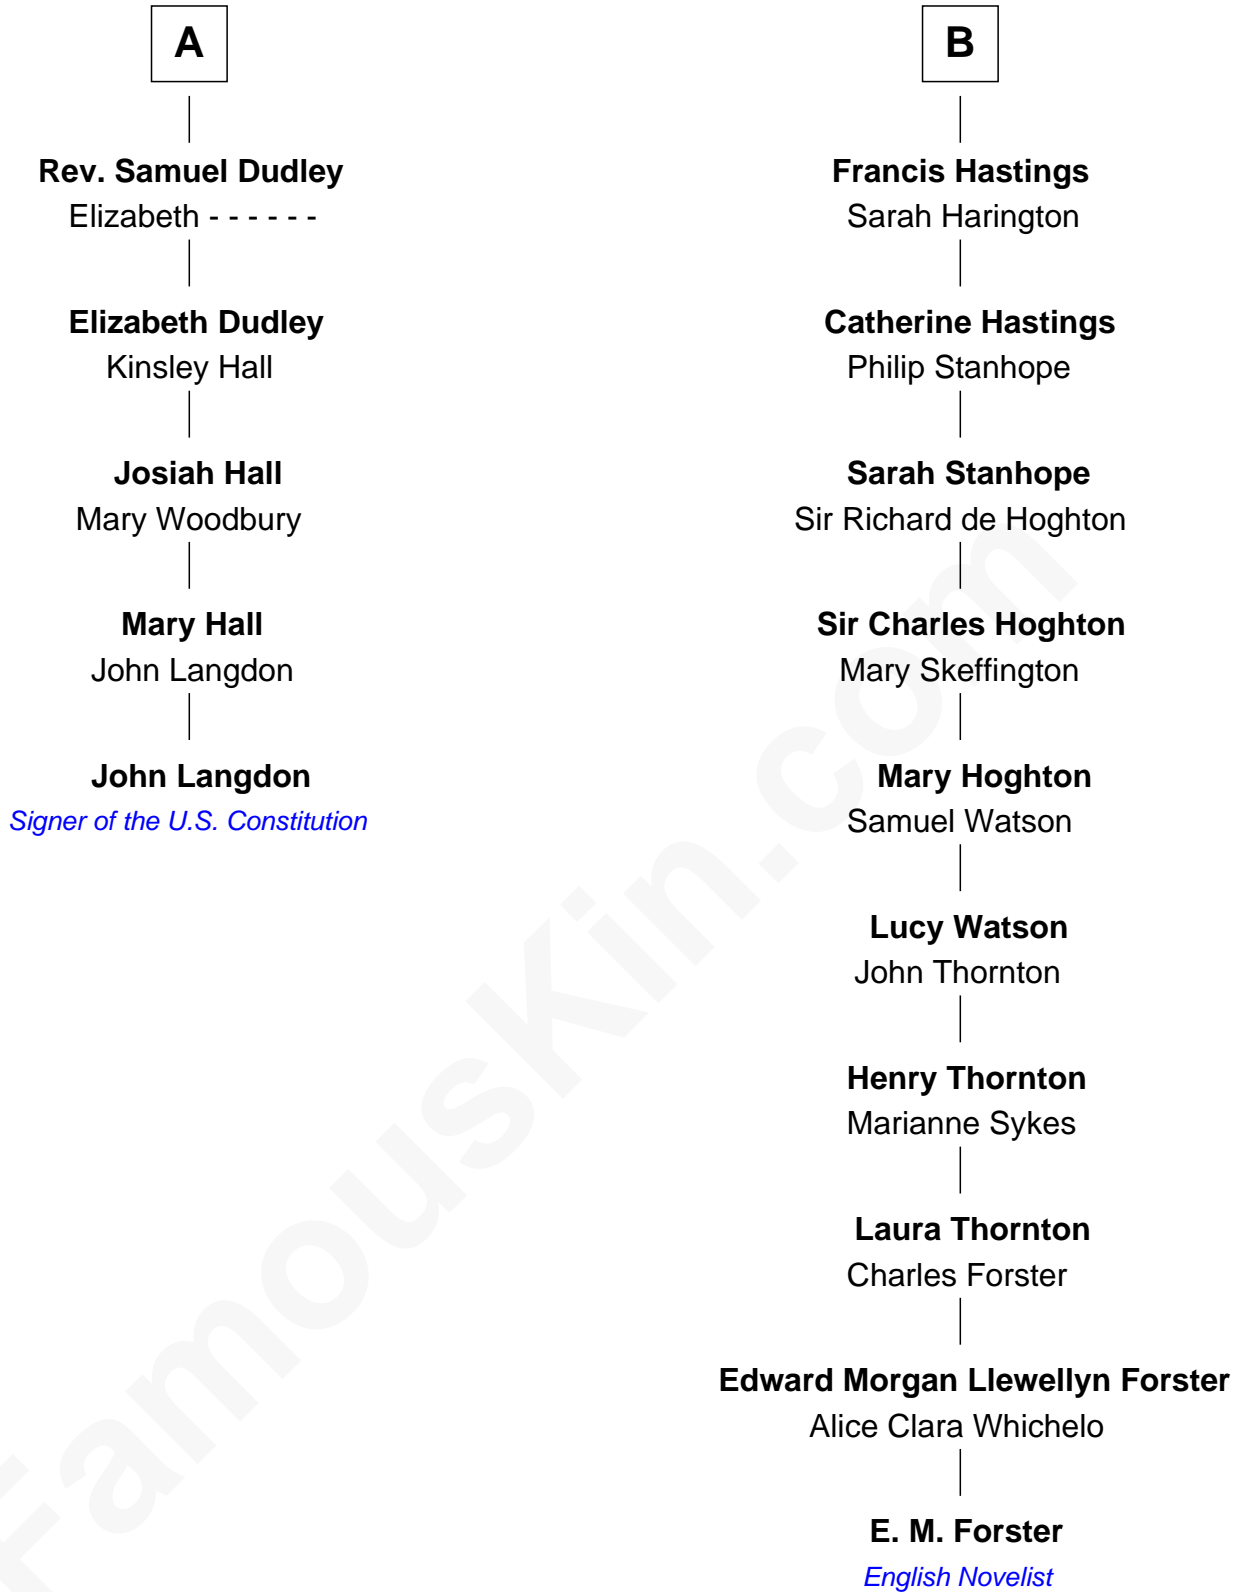 A
Rev. Samuel Dudley
Elizabeth - - - - - -
Elizabeth Dudley
Kinsley Hall
Josiah Hall
Mary Woodbury
Mary Hall
John Langdon
John Langdon
Signer of the U.S. Constitution
B
Francis Hastings
Sarah Harington
Catherine Hastings
Philip Stanhope
Sarah Stanhope
Sir Richard de Hoghton
Sir Charles Hoghton
Mary Skeffington
Mary Hoghton
Samuel Watson
Lucy Watson
John Thornton
Henry Thornton
Marianne Sykes
Laura Thornton
Charles Forster
Edward Morgan Llewellyn Forster
Alice Clara Whichelo
E. M. Forster
English Novelist
FamousKin.com